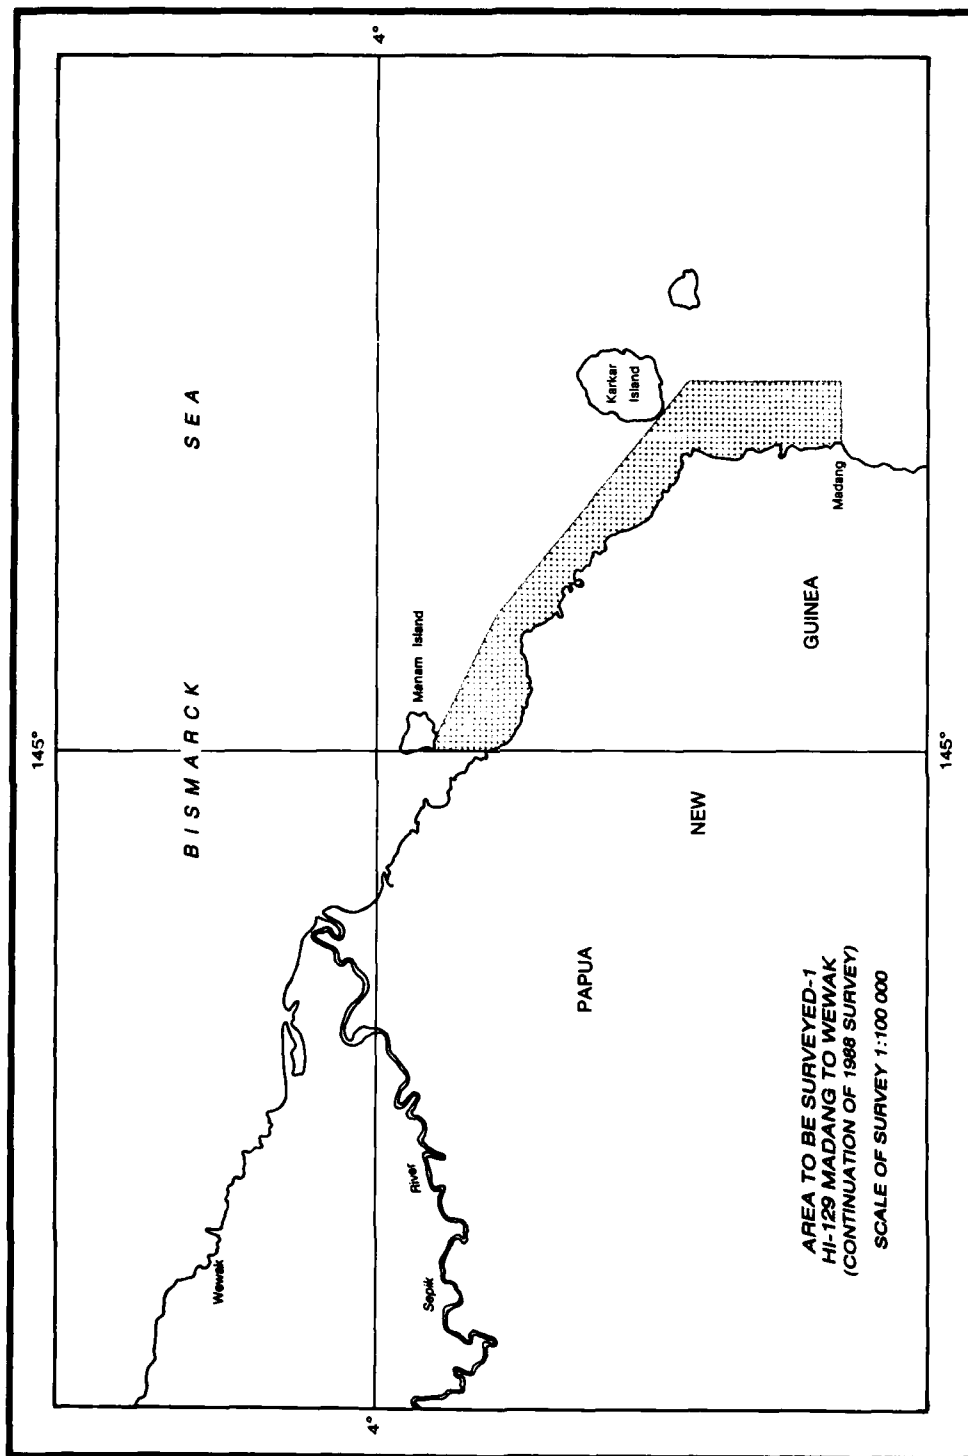 145°
BISMARCK SEA
4°
4°
Wewak
Manam Island
Sepik River
Karkar
Island
PAPUA
NEW
GUINEA
Madang
AREA TO BE SURVEYED-1
HI-129 MADANG TO WEWAK
(CONTINUATION OF 1988 SURVEY)
SCALE OF SURVEY 1:100 000
145°